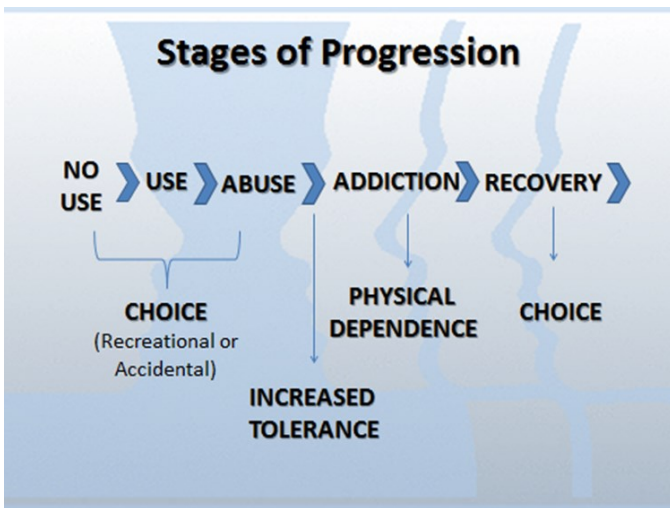 Stages of Progression
NO
USE
USE
ABUSE
ADDICTION
RECOVERY
CHOICE
(Recreational or
Accidental)
INCREASED
TOLERANCE
PHYSICAL
DEPENDENCE
CHOICE